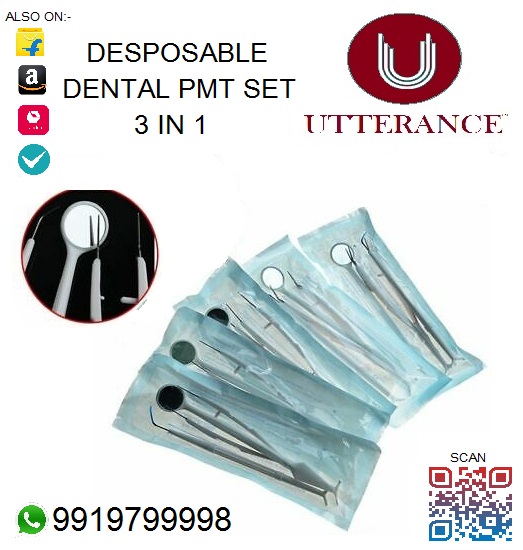 ALSO ON:-
DESPOSABLE
DENTAL PMT SET
3 IN 1
UTTERANCE
SCAN
9919799998